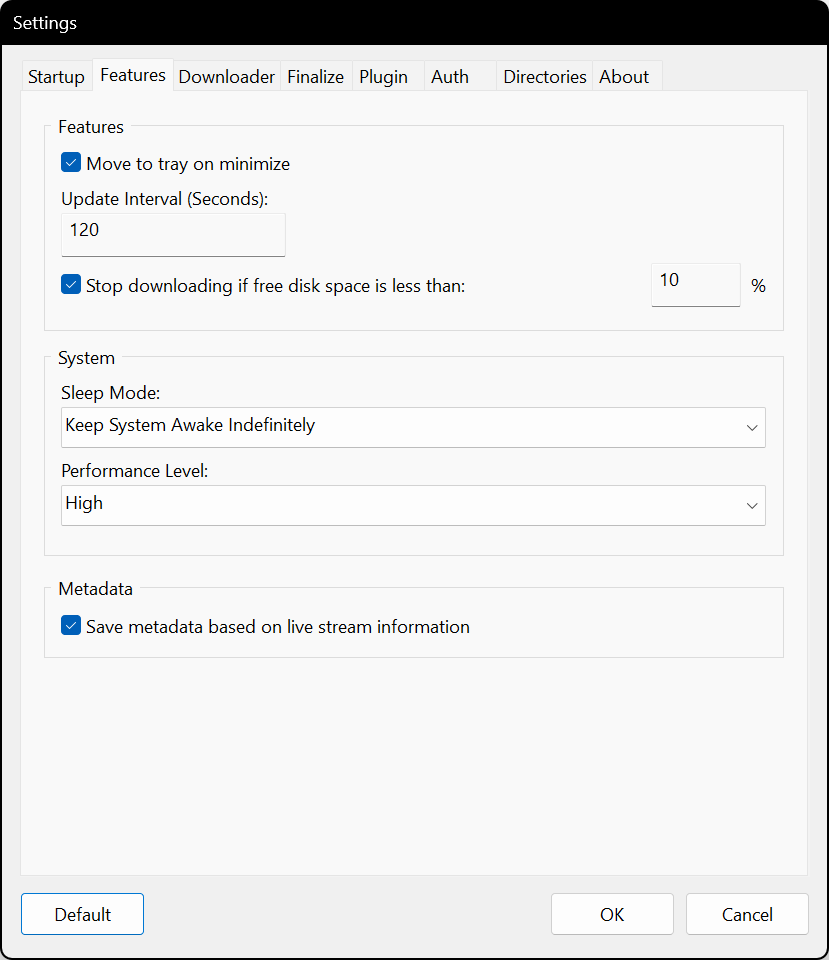 Settings
Startup Features Downloader Finalize Plugin Auth Directories About
Features
Move to tray on minimize
Update Interval (Seconds):
120
Stop downloading if free disk space is less than: 10 %
System
Sleep Mode:
Keep System Awake Indefinitely
Performance Level:
High
Metadata
Save metadata based on live stream information
Default OK Cancel